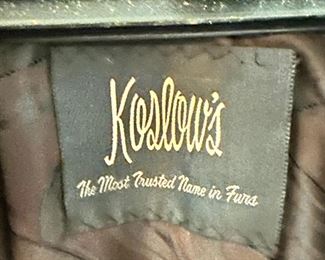 Koslow's
The Most Trusted Name in Furs